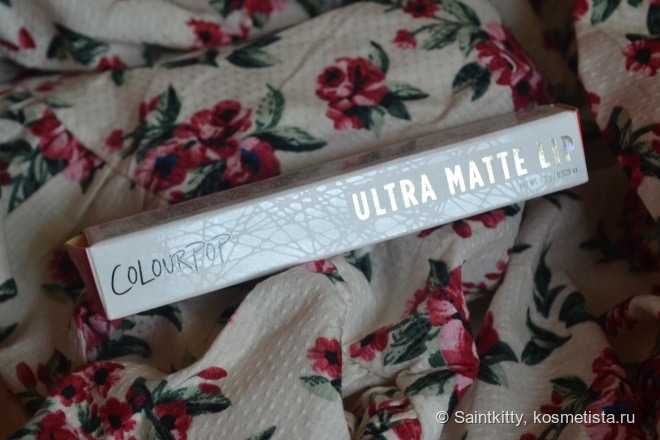 COLOURPOP
ULTRA MATTE LIP
© Saintkitty, kosmetista.ru